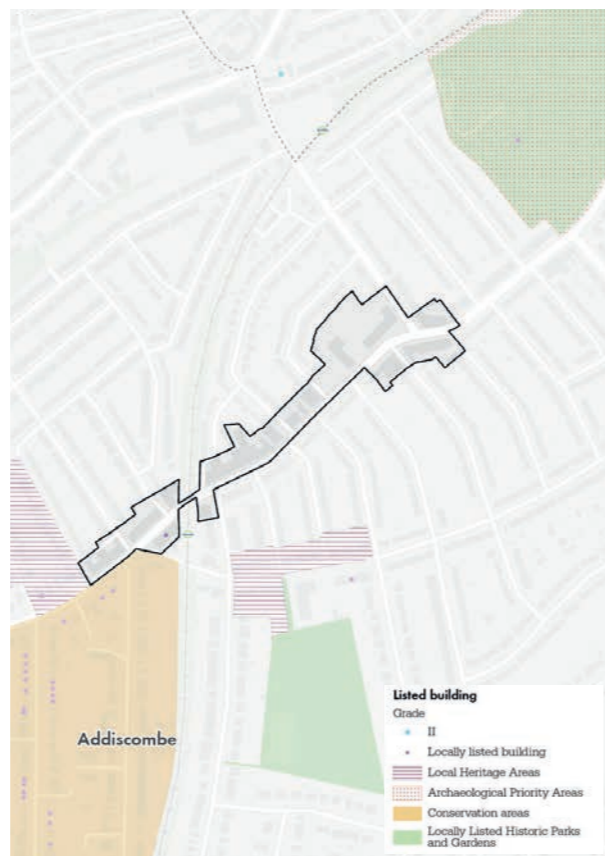 Addiscombe
Listed building
Grade
II
Locally listed building
Local Heritage Areas
Archaeological Priority Areas
Conservation areas
Locally Listed Historic Parks
and Gardens